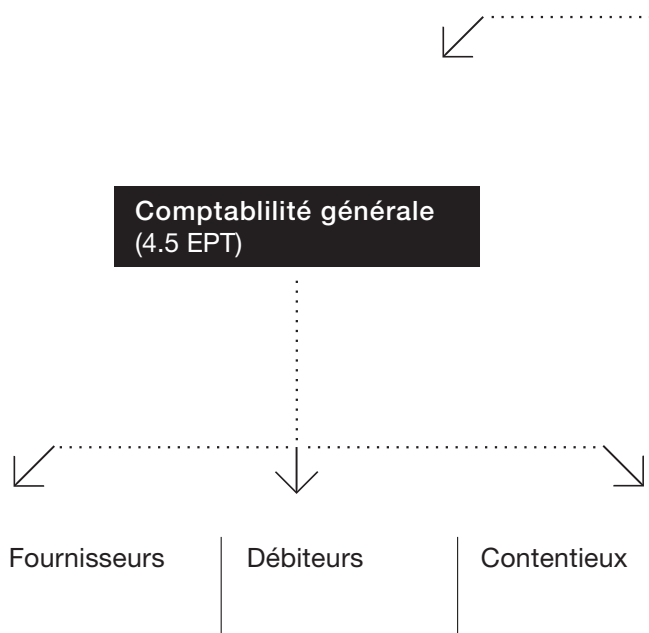 Comptablilité générale
(4.5 EPT)
Fournisseurs
Débiteurs
Contentieux